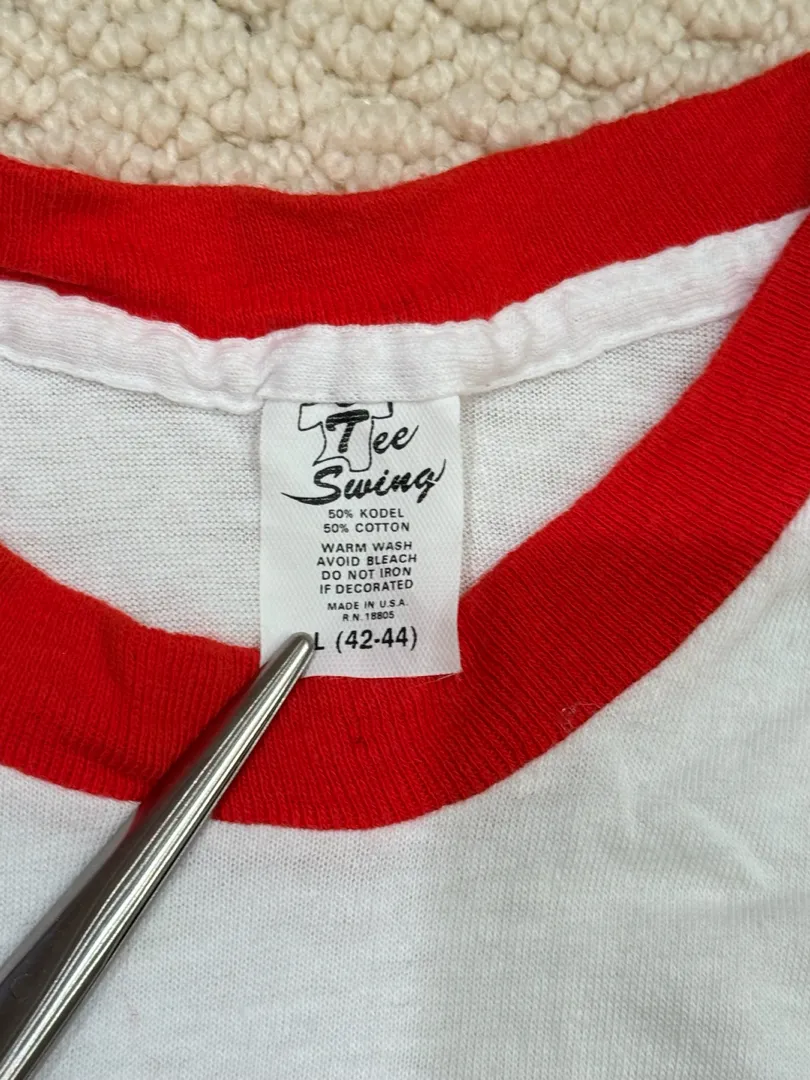 Tee
Swing
50% KODEL
50% COTTON
WARM WASH
AVOID BLEACH
DO NOT IRON
IF DECORATED
MADE IN U.S.A.
R.N. 18805
L (42-44)